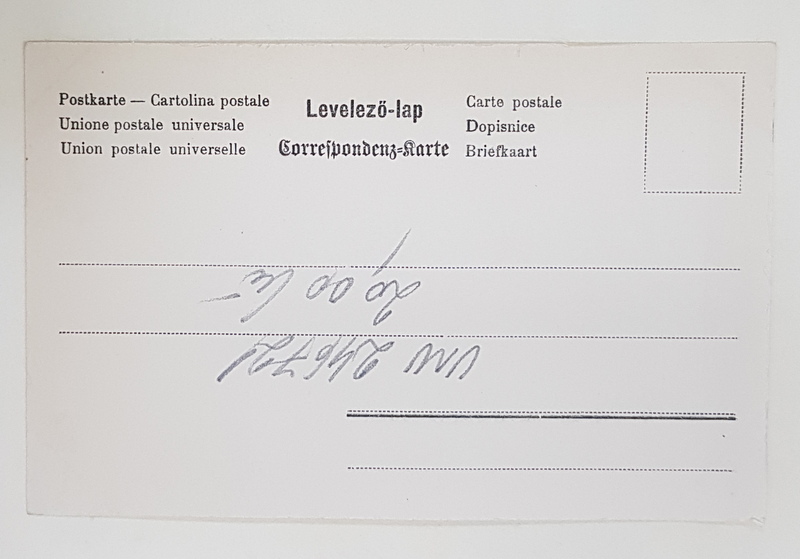 Postkarte — Cartolina postale
Unione postale universale
Union postale universelle
Levelező-lap
Correspondenz-Karte
Carte postale
Dopisnice
Briefkaart
20,00 lei